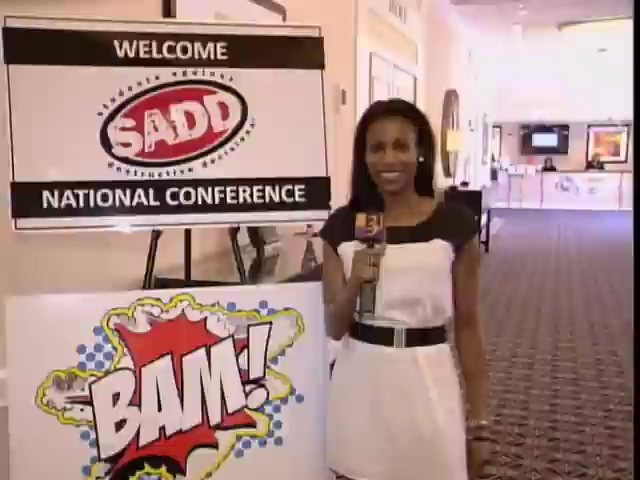 WELCOME
students against
SADD
destructive decisions
NATIONAL CONFERENCE
BAM!